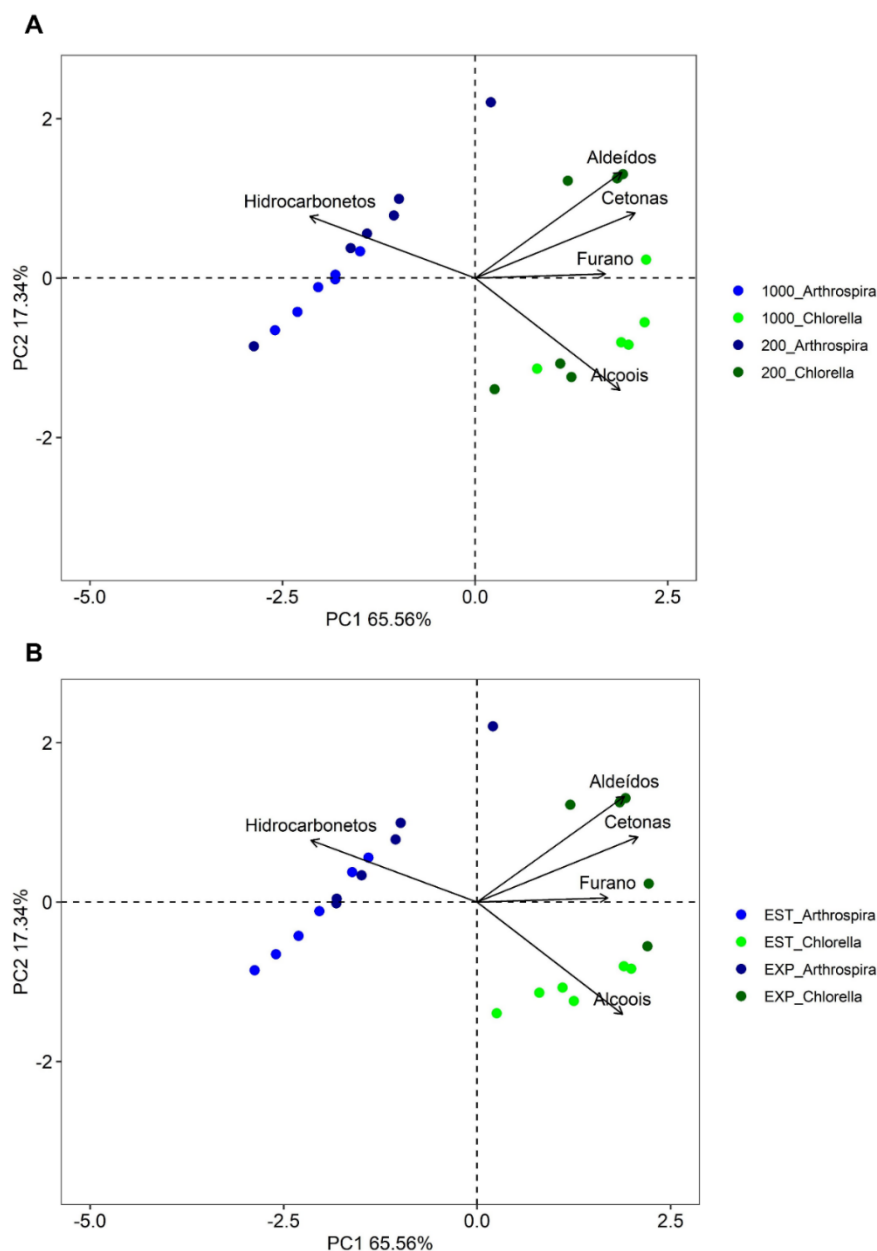 A
2
Aldeídos
Hidrocarbonetos
Cetonas
Furano
0
PC2 17.34%
Alcoois
-2
1000_Arthrospira
1000_Chlorella
200_Arthrospira
200_Chlorella
-5.0 -2.5 0.0 2.5
PC1 65.56%
B
2
Aldeídos
Hidrocarbonetos
Cetonas
Furano
0
PC2 17.34%
Alcoois
-2
EST_Arthrospira
EST_Chlorella
EXP_Arthrospira
EXP_Chlorella
-5.0 -2.5 0.0 2.5
PC1 65.56%